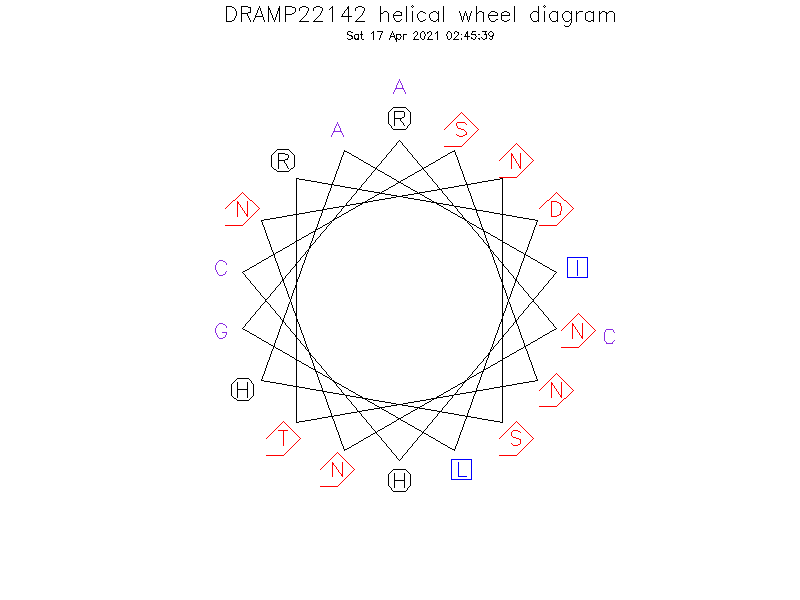 DRAMP22142 helical wheel diagram
Sat 17 Apr 2021 02:45:39
A
R
A S
R N
N D
C I
G N C
H N
T S
N L
H